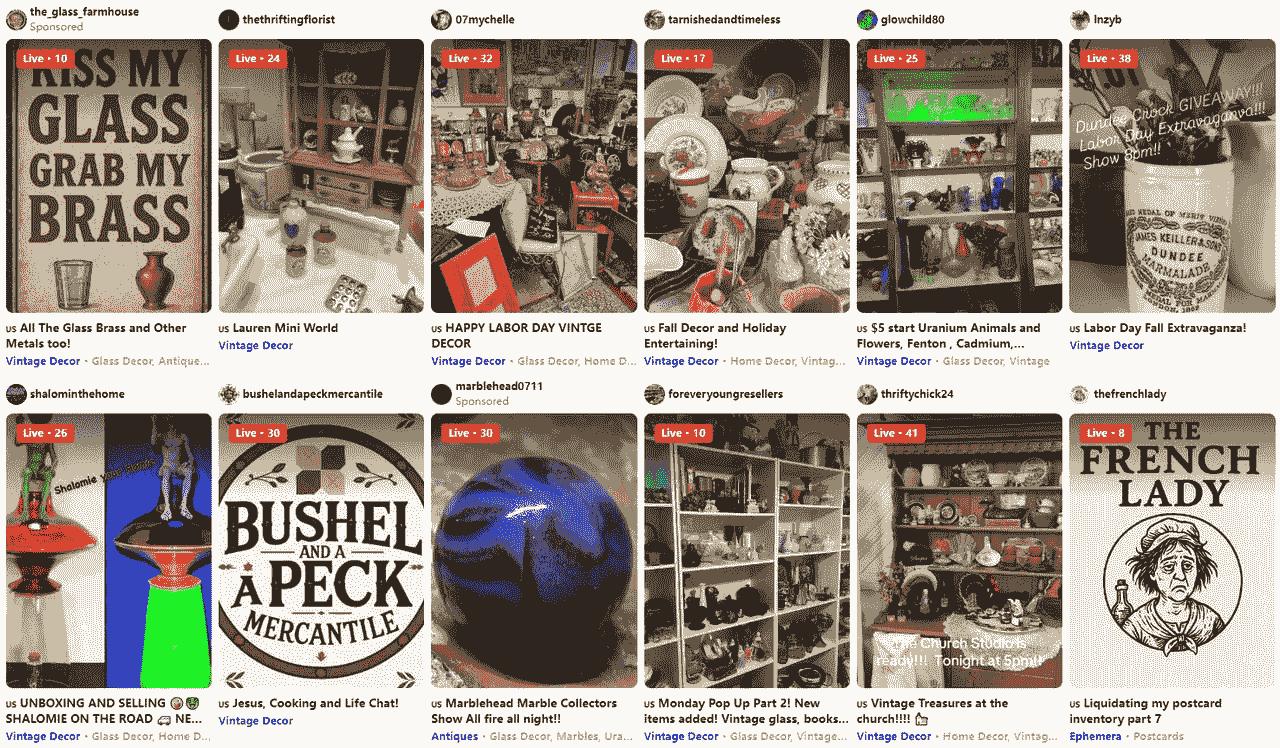 the_glass_farmhouse
Sponsored
Live • 10
KISS MY
GLASS
GRAB MY
BRASS
US All The Glass Brass and Other
Metals too!
Vintage Decor • Glass Decor, Antique...
thethriftingflorist
Live • 24
US Lauren Mini World
Vintage Decor
07mychelle
Live • 32
US HAPPY LABOR DAY VINTGE
DECOR
Vintage Decor • Glass Decor, Home D...
tarnishedandtimeless
Live • 17
US Fall Decor and Holiday
Entertaining!
Vintage Decor • Home Decor, Vintag...
glowchild80
Live • 25
US $5 start Uranium Animals and
Flowers, Fenton , Cadmium,...
Vintage Decor • Glass Decor, Vintage
lnzyb
Live • 38
Dundee Crock GIVEAWAY!!!
Labor Day Extravaganva!!!
Show 8pm!!
JAMES KEILLER & SONS
DUNDEE
MARMALADE
US Labor Day Fall Extravaganza!
Vintage Decor
shalominthehome
Live • 26
Shalomie
US UNBOXING AND SELLING
SHALOMIE ON THE ROAD 🚐 NE...
Vintage Decor • Glass Decor, Home D...
bushelandapeckmercantile
Live • 30
BUSHEL
AND A
A PECK
MERCANTILE
US Jesus, Cooking and Life Chat!
Vintage Decor
marblehead0711
Sponsored
Live • 30
US Marblehead Marble Collectors
Show All fire all night!!
Antiques • Glass Decor, Marbles, Ura...
foreveryoungresellers
Live • 10
US Monday Pop Up Part 2! New
items added! Vintage glass, books...
Vintage Decor • Glass Decor, Vintage...
thriftychick24
Live • 41
The Church Studio is
ready!!! Tonight at 5pm!!
US Vintage Treasures at the
church!!!!
Vintage Decor • Home Decor, Vintag...
thefrenchlady
Live • 8
THE
FRENCH
LADY
US Liquidating my postcard
inventory part 7
Ephemera • Postcards